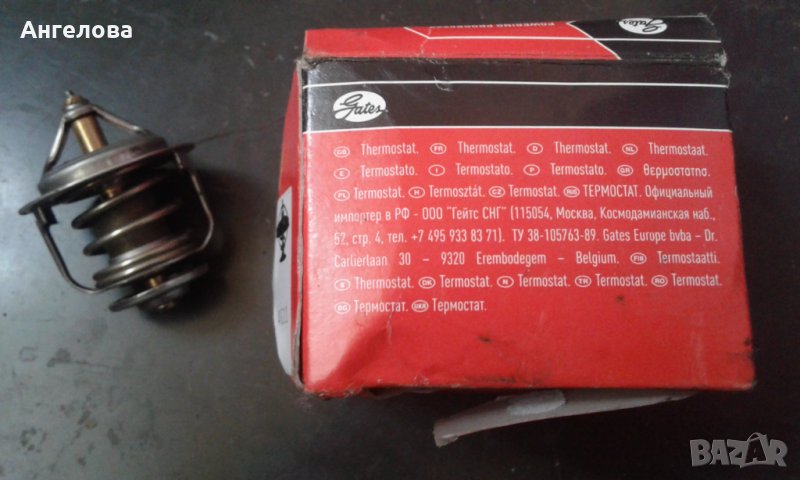 Ангелова
Gates
Gates
GB Thermostat. FR Thermostat. D Thermostat. NL Thermostaat.
E Termostato. I Termostato. P Termostato. GR θερμοστατησ.
PL Termostat. H Termosztát. CZ Termostat. RUS ТЕРМОСТАТ. Официальный
импортер в РФ - ООО "Гейтс СНГ" (115054, Москва, Космодамианская наб.,
52, стр. 4, тел. +7 495 933 83 71). ТУ 38-105763-89. Gates Europe bvba - Dr.
Carlierlaan 30 - 9320 Erembodegem - Belgium. FIN Termostaatti.
S Thermostat. DK Termostat. N Termostat. TR Termostat. RO Termostat.
BG Термостат. UKR Термостат.
BAZAR